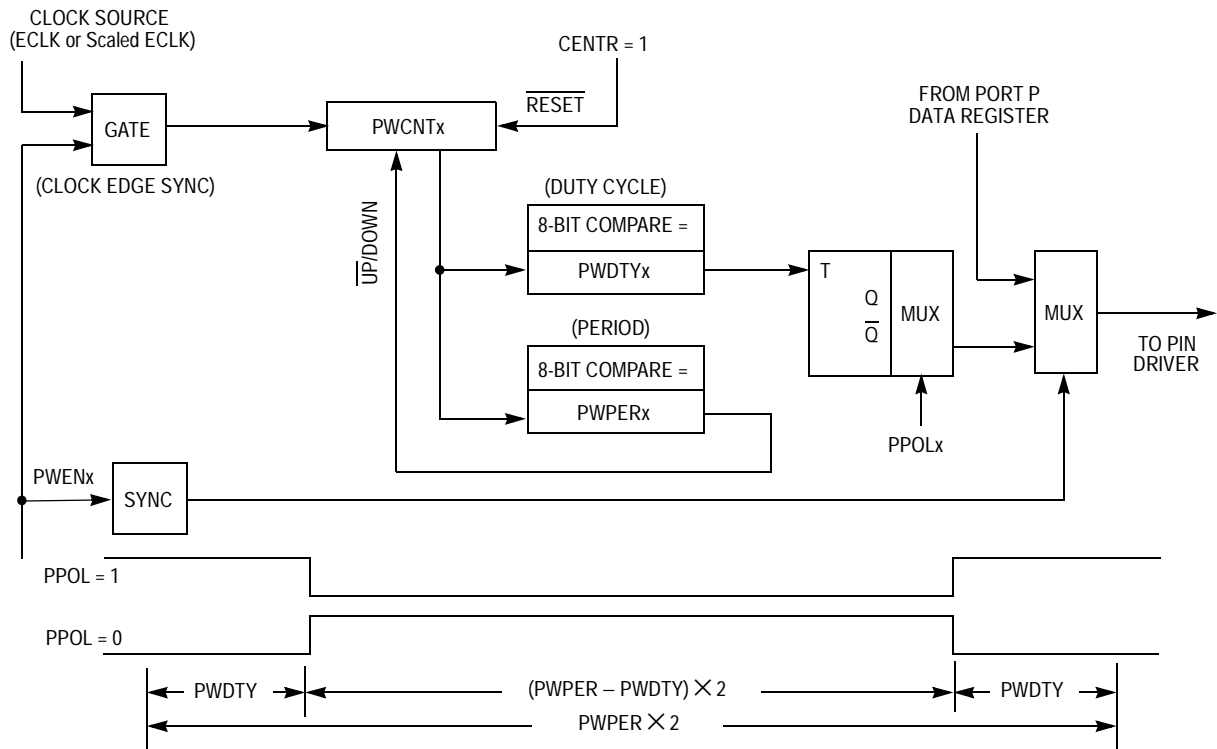 CLOCK SOURCE
(ECLK or Scaled ECLK)
CENTR = 1
RESET
FROM PORT P
DATA REGISTER
GATE
PWCNTx
(CLOCK EDGE SYNC)
UP/DOWN
(DUTY CYCLE)
8-BIT COMPARE =
PWDTYx
T
Q
Q
MUX
MUX
TO PIN
DRIVER
(PERIOD)
8-BIT COMPARE =
PWPERx
PPOLx
PWENx
SYNC
PPOL = 1
PPOL = 0
PWDTY
(PWPER – PWDTY) × 2
PWDTY
PWPER × 2